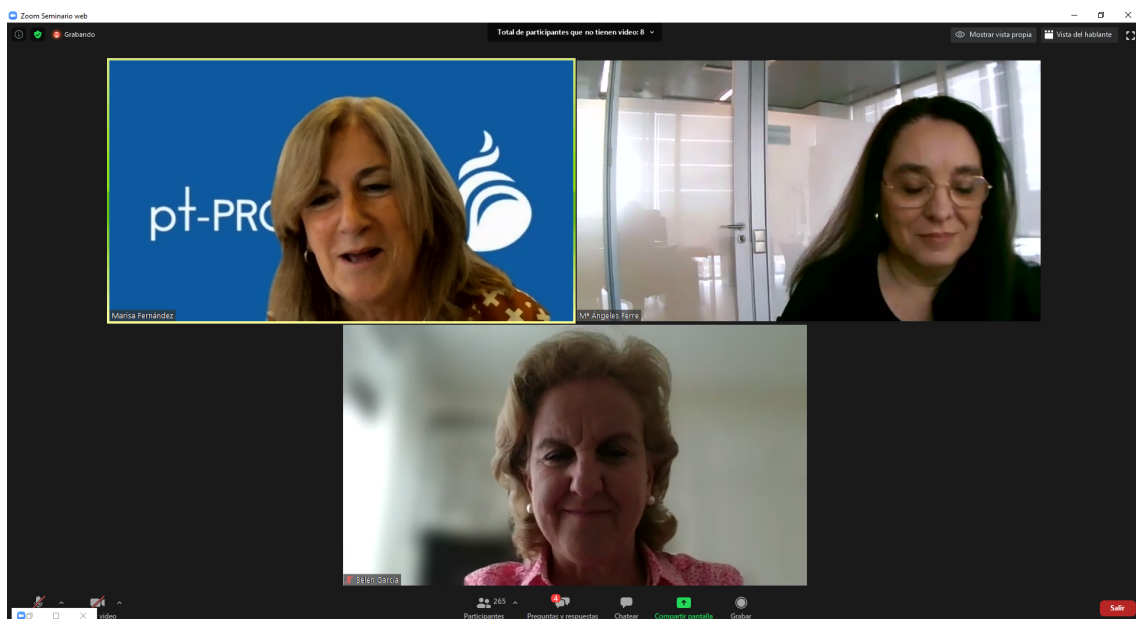 Zoom Seminario web
Grabando
Total de participantes que no tienen video: 8
Mostrar vista propia
Vista del hablante
pt-PRO
Marisa Fernández
Mª Ángeles Ferre
Belén García
265
4
video
Participantes
Preguntas y respuestas
Chatear
Compartir pantalla
Grabar
Salir